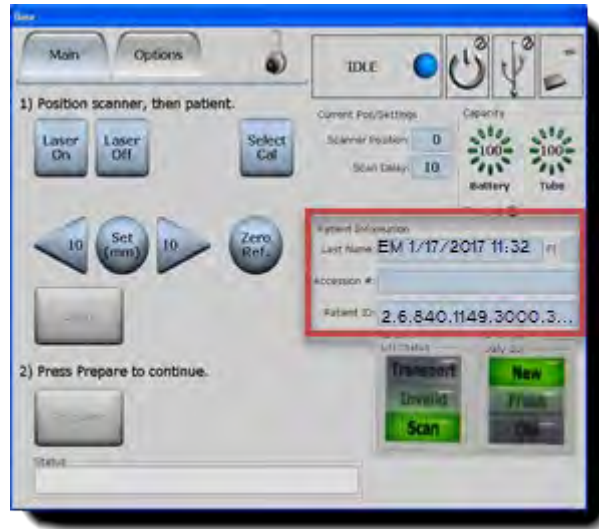 Main
Options
IDLE
1) Position scanner, then patient.
Laser On
Laser Off
Select Cal
Current Pos/Settings
Scanner Position 0
Scan Delay 10
Capacity
100
100
Battery
Tube
10
Set (mm)
10
Zero Ref.
Patient Information
Last Name EM 1/17/2017 11:32
Accession #:
Patient ID: 2.6.840.1149.3000.3...
2) Press Prepare to continue.
Transport
New
Invalid
Scan
Status